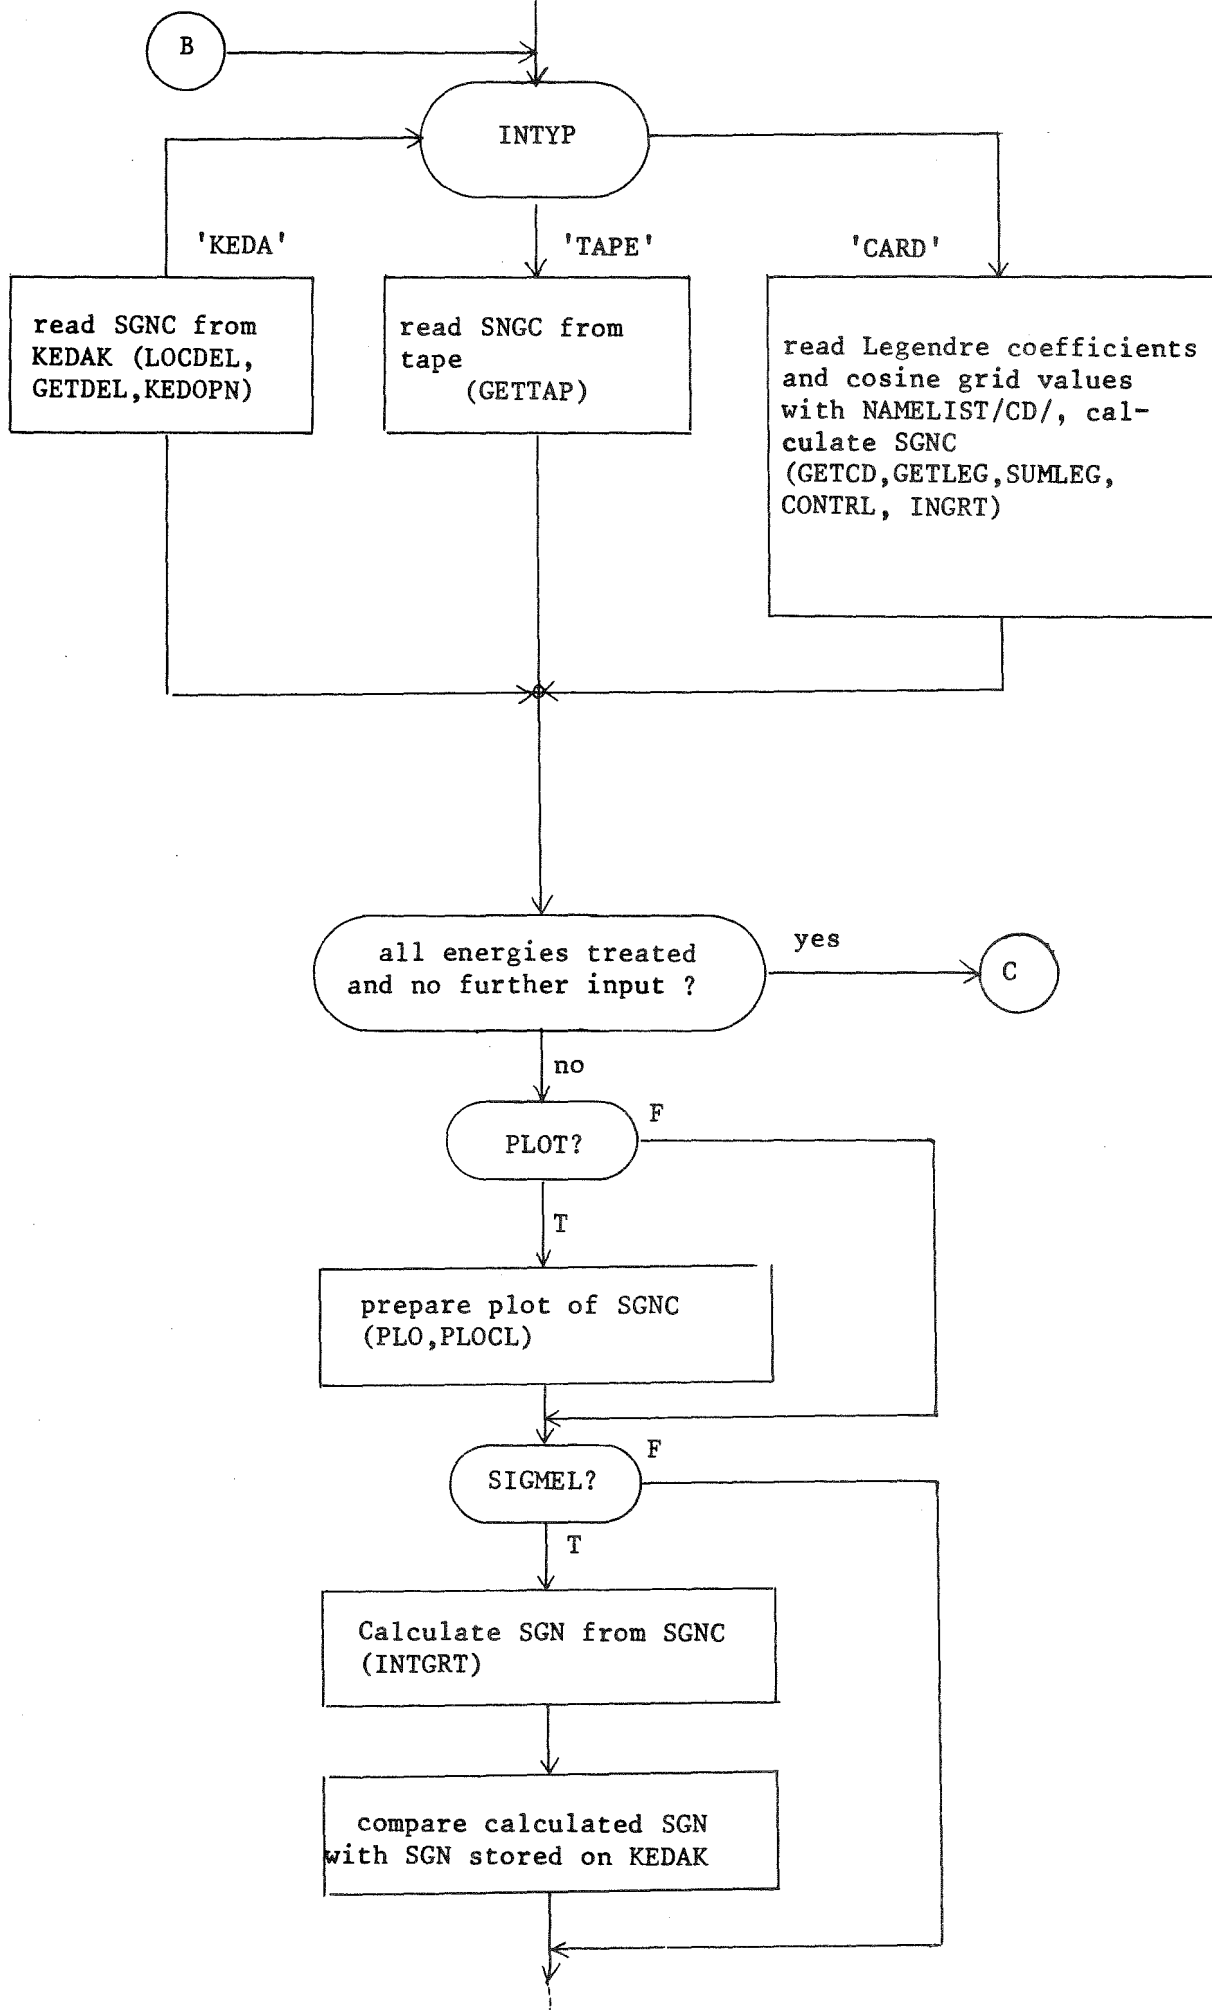 B
INTYP
'KEDA'
'TAPE'
'CARD'
read SGNC from
KEDAK (LOCDEL,
GETDEL,KEDOPN)
read SNGC from
tape
(GETTAP)
read Legendre coefficients
and cosine grid values
with NAMELIST/CD/, cal-
culate SGNC
(GETCD,GETLEG,SUMLEG,
CONTRL, INGRT)
all energies treated
and no further input ?
yes
C
no
PLOT?
F
T
prepare plot of SGNC
(PLO,PLOCL)
SIGMEL?
F
T
Calculate SGN from SGNC
(INTGRT)
compare calculated SGN
with SGN stored on KEDAK